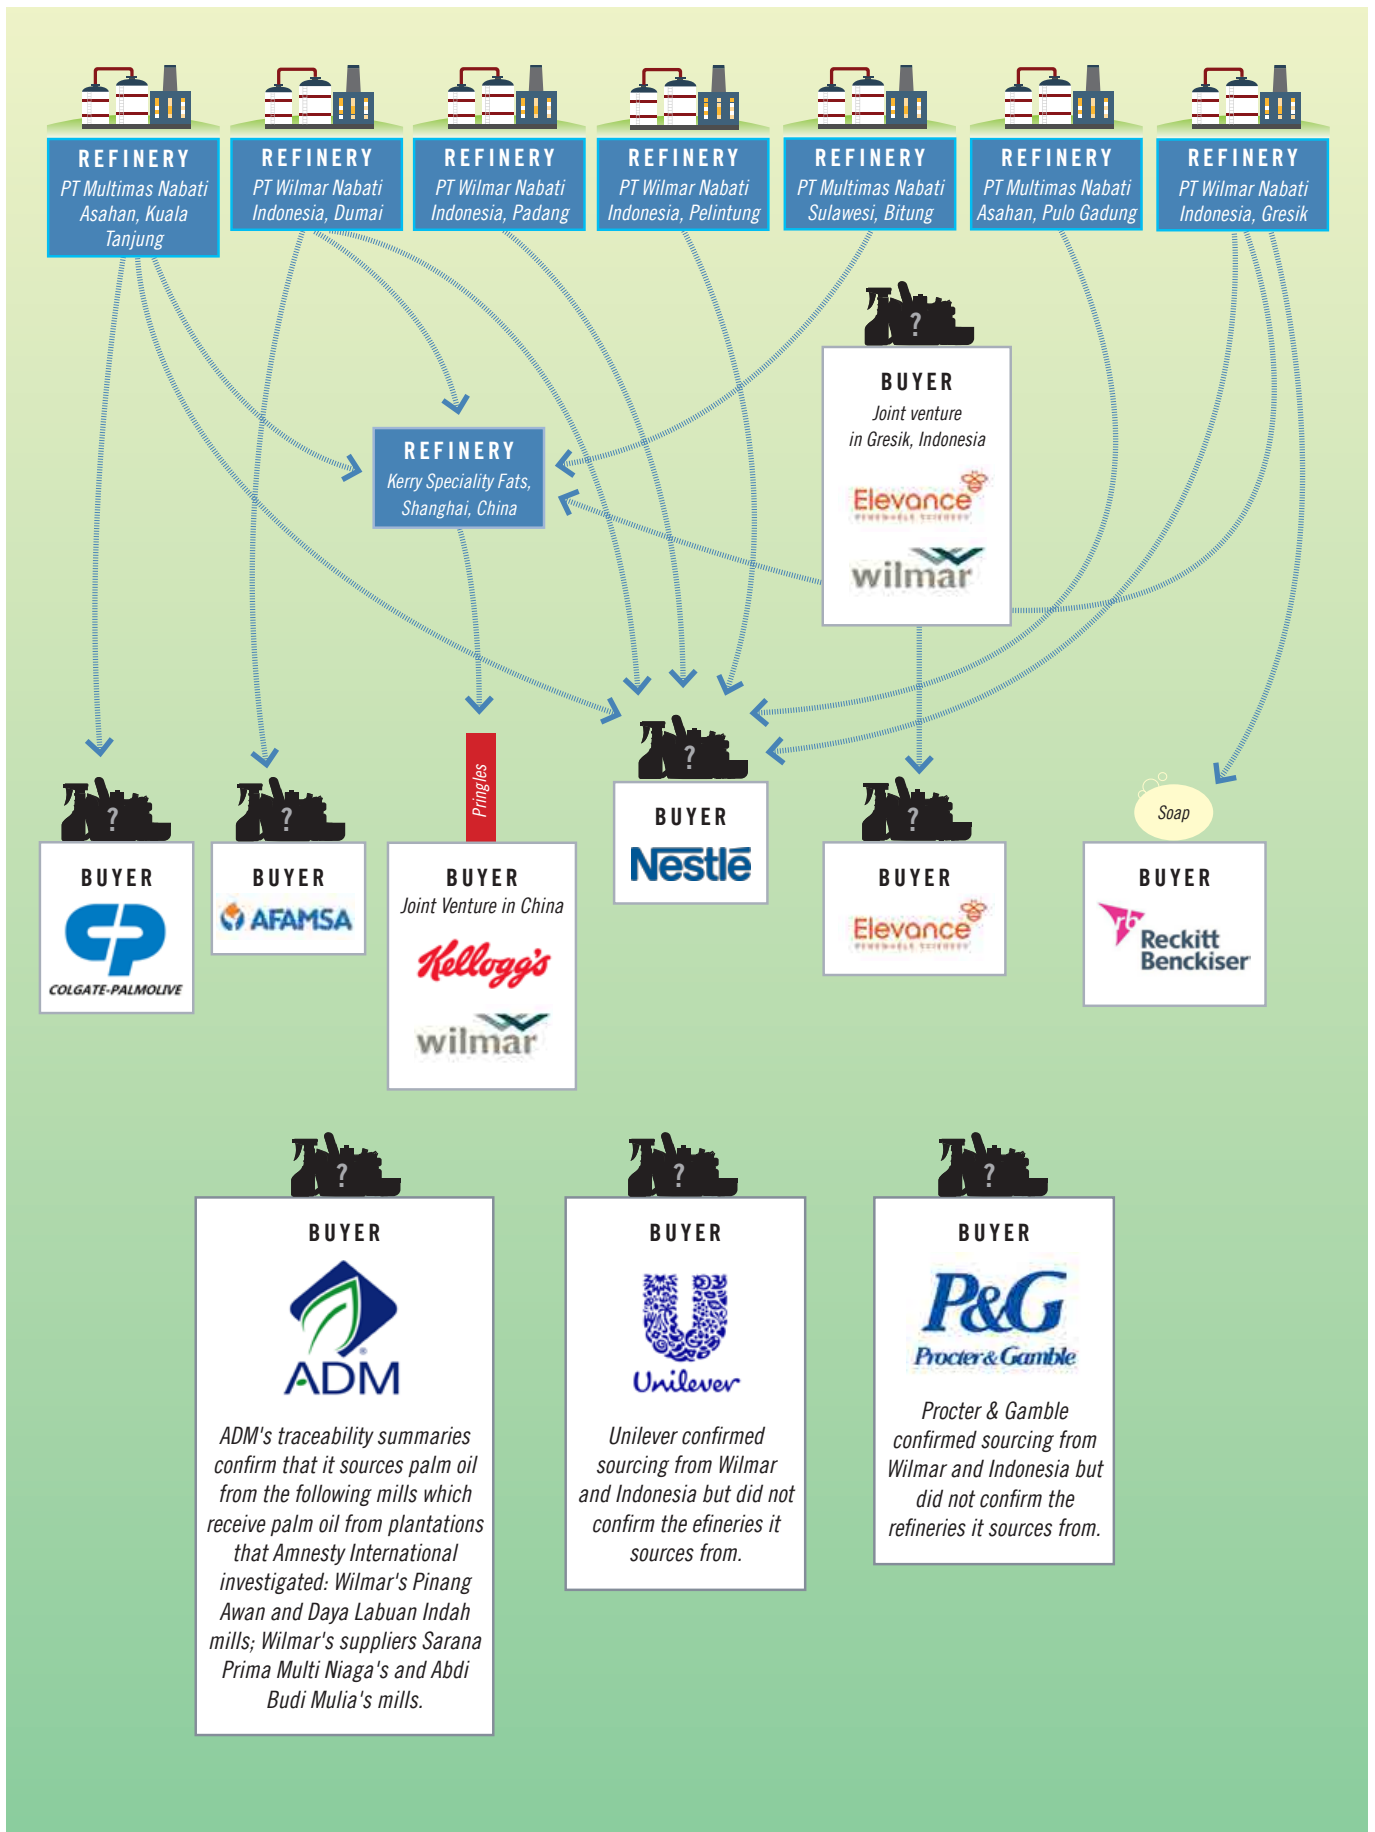 REFINERY
PT Multimas Nabati
Asahan, Kuala
Tanjung
REFINERY
PT Wilmar Nabati
Indonesia, Dumai
REFINERY
PT Wilmar Nabati
Indonesia, Padang
REFINERY
PT Wilmar Nabati
Indonesia, Pelintung
REFINERY
PT Multimas Nabati
Sulawesi, Bitung
REFINERY
PT Multimas Nabati
Asahan, Pulo Gadung
REFINERY
PT Wilmar Nabati
Indonesia, Gresik
?
BUYER
Joint venture
in Gresik, Indonesia
Elevance
RENEWABLE SCIENCES
wilmar
REFINERY
Kerry Speciality Fats,
Shanghai, China
?
BUYER
COLGATE-PALMOLIVE
?
BUYER
AFAMSA
Pringles
BUYER
Joint Venture in China
Kellogg's
wilmar
?
BUYER
Nestlé
?
BUYER
Elevance
RENEWABLE SCIENCES
Soap
BUYER
rb
Reckitt
Benckiser
?
BUYER
ADM
ADM's traceability summaries
confirm that it sources palm oil
from the following mills which
receive palm oil from plantations
that Amnesty International
investigated: Wilmar's Pinang
Awan and Daya Labuan Indah
mills; Wilmar's suppliers Sarana
Prima Multi Niaga's and Abdi
Budi Mulia's mills.
?
BUYER
Unilever
Unilever confirmed
sourcing from Wilmar
and Indonesia but did not
confirm the efineries it
sources from.
?
BUYER
P&G
Procter & Gamble
Procter & Gamble
confirmed sourcing from
Wilmar and Indonesia but
did not confirm the
refineries it sources from.